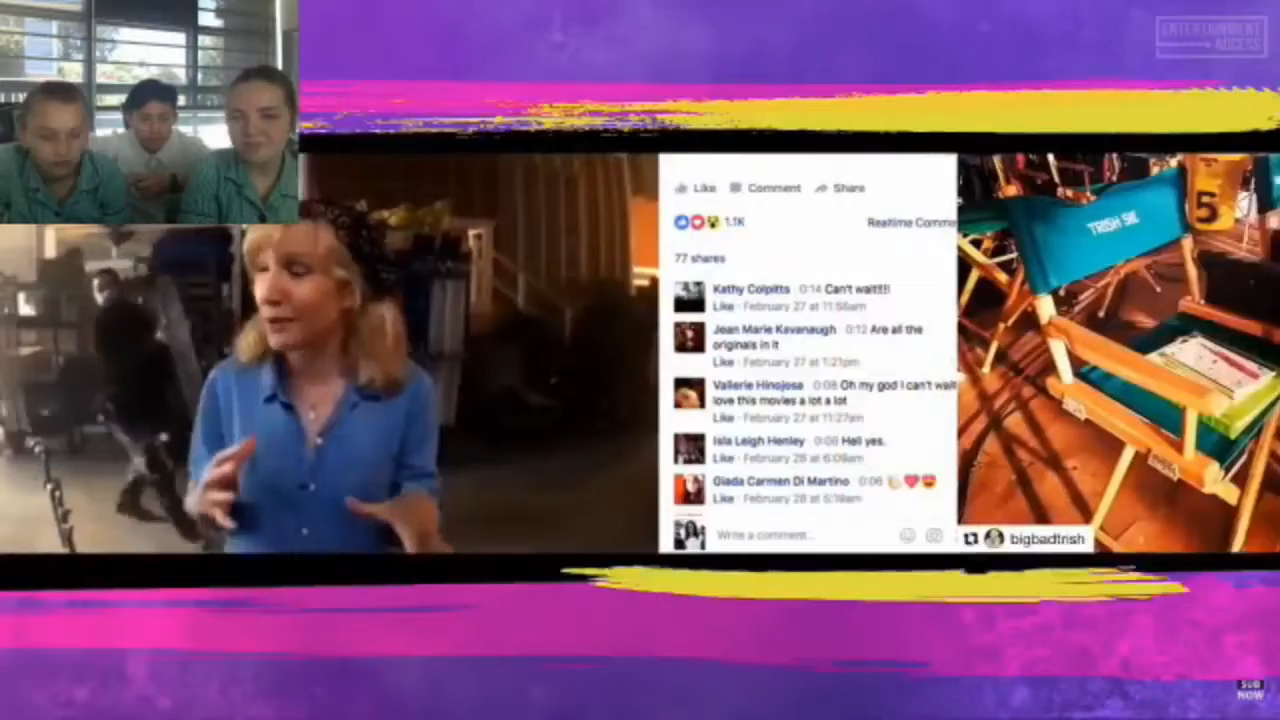 ENTERTAINMENT
ACCESS
Like Comment Share
1.1K Realtime Comme
77 shares
Kathy Colpitts 0:14 Can't wait!!!!
Like · February 27 at 11:58am
Jean Marie Kavanaugh 0:12 Are all the
originals in it
Like · February 27 at 1:21pm
Vallerie Hinojosa 0:08 Oh my god I can't wait
love this movies a lot a lot
Like · February 27 at 11:27am
Isla Leigh Henley 0:08 Hell yes.
Like · February 28 at 6:09am
Giada Carmen Di Martino 0:06
Like · February 28 at 6:19am
Write a comment...
TRISH SIE
5
bigbadtrish
SUB
NOW